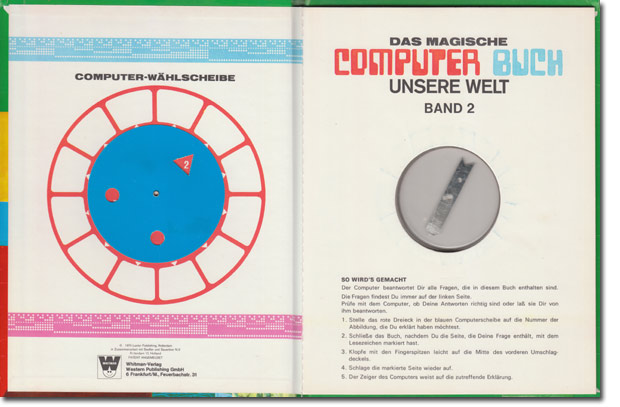 COMPUTER-WÄHLSCHEIBE
2
Whitman-Verlag
Western Publishing GmbH
6 Frankfurt/M., Feuerbachstr. 31
DAS MAGISCHE
COMPUTER BUCH
UNSERE WELT
BAND 2
SO WIRD'S GEMACHT
Der Computer beantwortet Dir alle Fragen, die in diesem Buch enthalten sind.
Die Fragen findest Du immer auf der linken Seite.
Prüfe mit dem Computer, ob Deine Antworten richtig sind oder laß sie Dir von
ihm beantworten.
1. Stelle das rote Dreieck in der blauen Computerscheibe auf die Nummer der
Abbildung, die Du erklärt haben möchtest.
2. Schließe das Buch, nachdem Du die Seite, die Deine Frage enthält, mit dem
Lesezeichen markiert hast.
3. Klopfe mit den Fingerspitzen leicht auf die Mitte des vorderen Umschlag-
deckels.
4. Schlage die markierte Seite wieder auf.
5. Der Zeiger des Computers weist auf die zutreffende Erklärung.